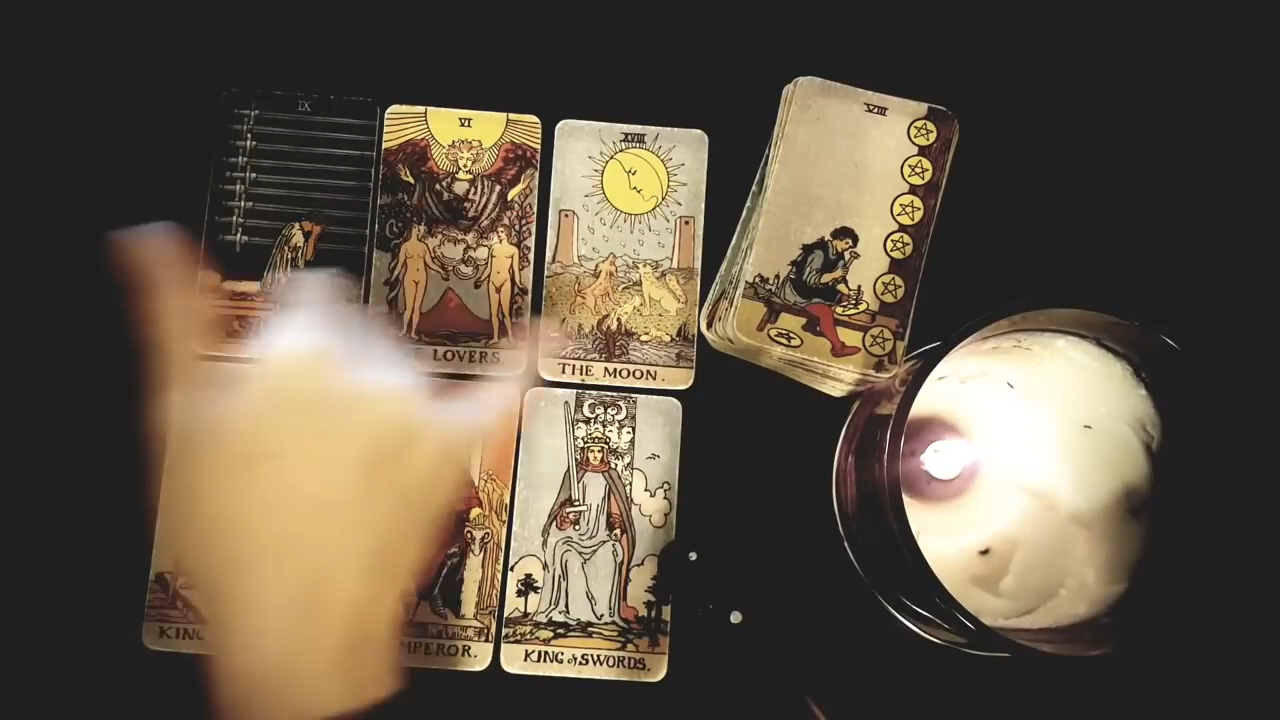 IX
VI
LOVERS.
XVIII
THE MOON.
VIII
KING
MPEROR.
KING of SWORDS.